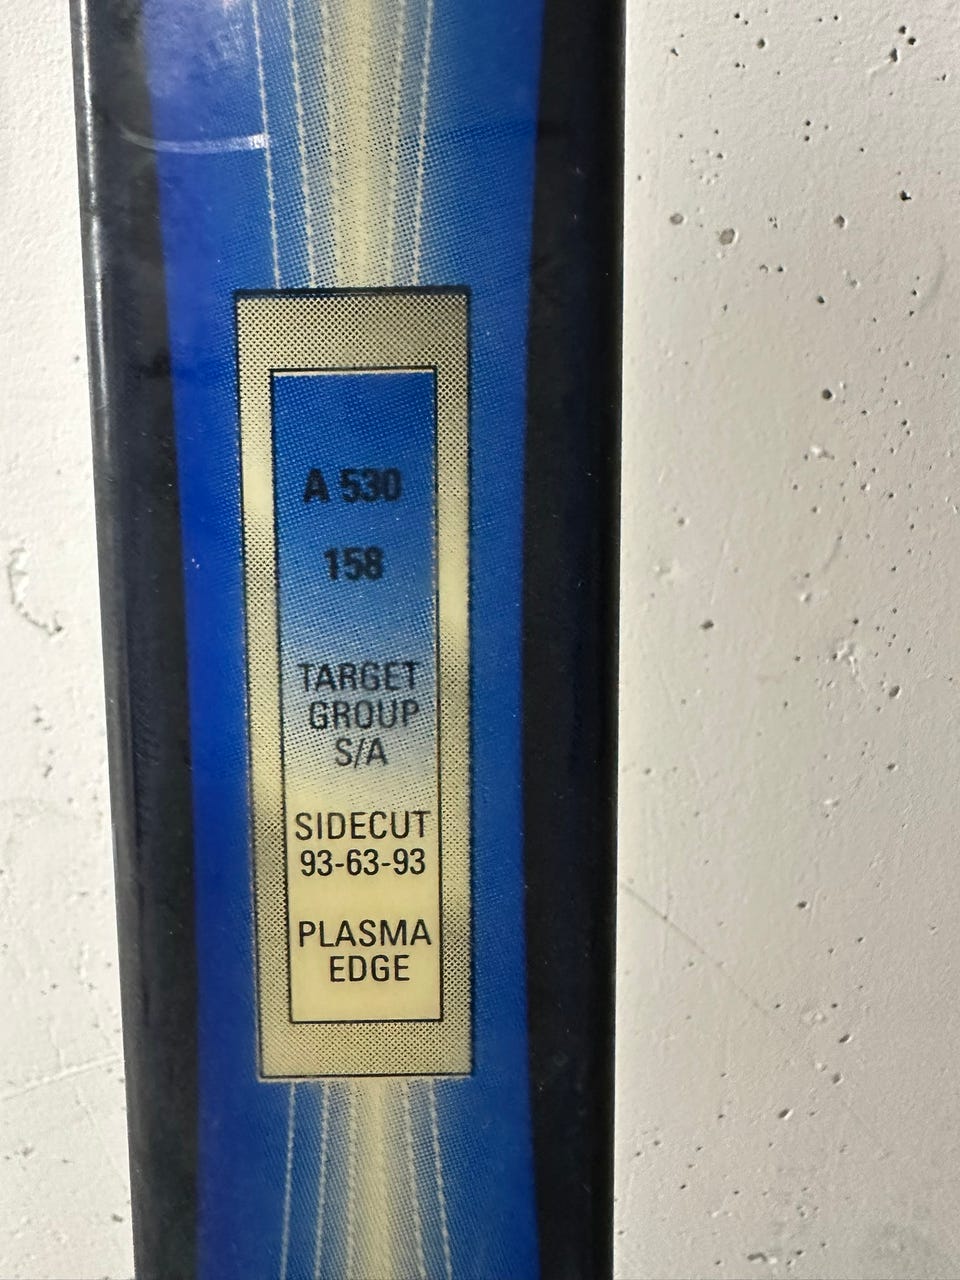 A 530
158
TARGET
GROUP
S/A
SIDECUT
93-63-93
PLASMA
EDGE